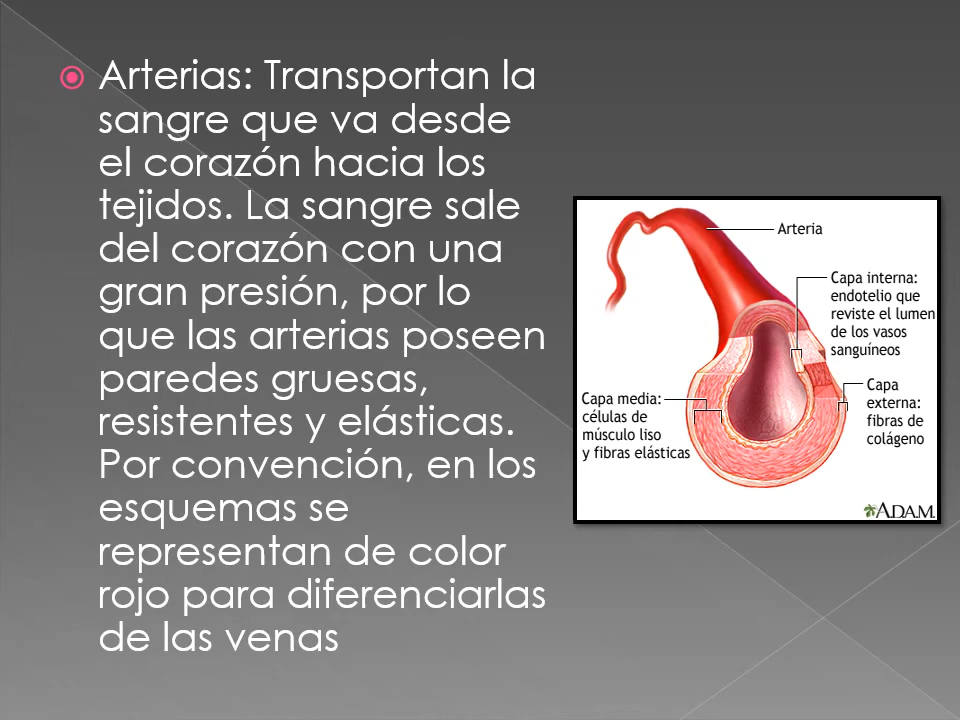 Arterias: Transportan la
sangre que va desde
el corazón hacia los
tejidos. La sangre sale
del corazón con una
gran presión, por lo
que las arterias poseen
paredes gruesas,
resistentes y elásticas.
Por convención, en los
esquemas se
representan de color
rojo para diferenciarlas
de las venas
Arteria
Capa interna:
endotelio que
reviste el lumen
de los vasos
sanguíneos
Capa
externa:
fibras de
colágeno
Capa media:
células de
músculo liso
y fibras elásticas
A.D.A.M.